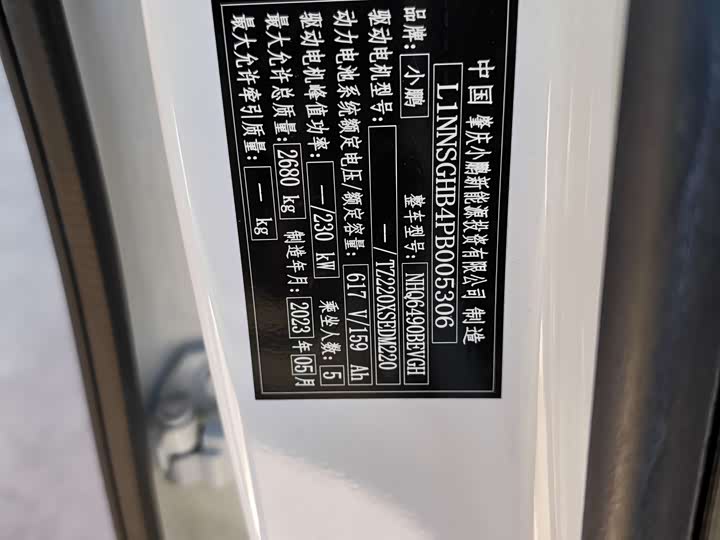 中国 肇庆小鹏新能源投资有限公司 制造
L1NNSGHB4PB005306
品牌: 小鹏 整车型号: NHQ6490BEVGH
驱动电机型号: —/TZ220XSEDM220
动力电池系统额定电压/额定容量: 617 V/159 Ah
驱动电机峰值功率: —/230 kW 乘坐人数: 5
最大允许总质量: 2680 kg 制造年月: 2023 年 05 月
最大允许牵引质量: — kg